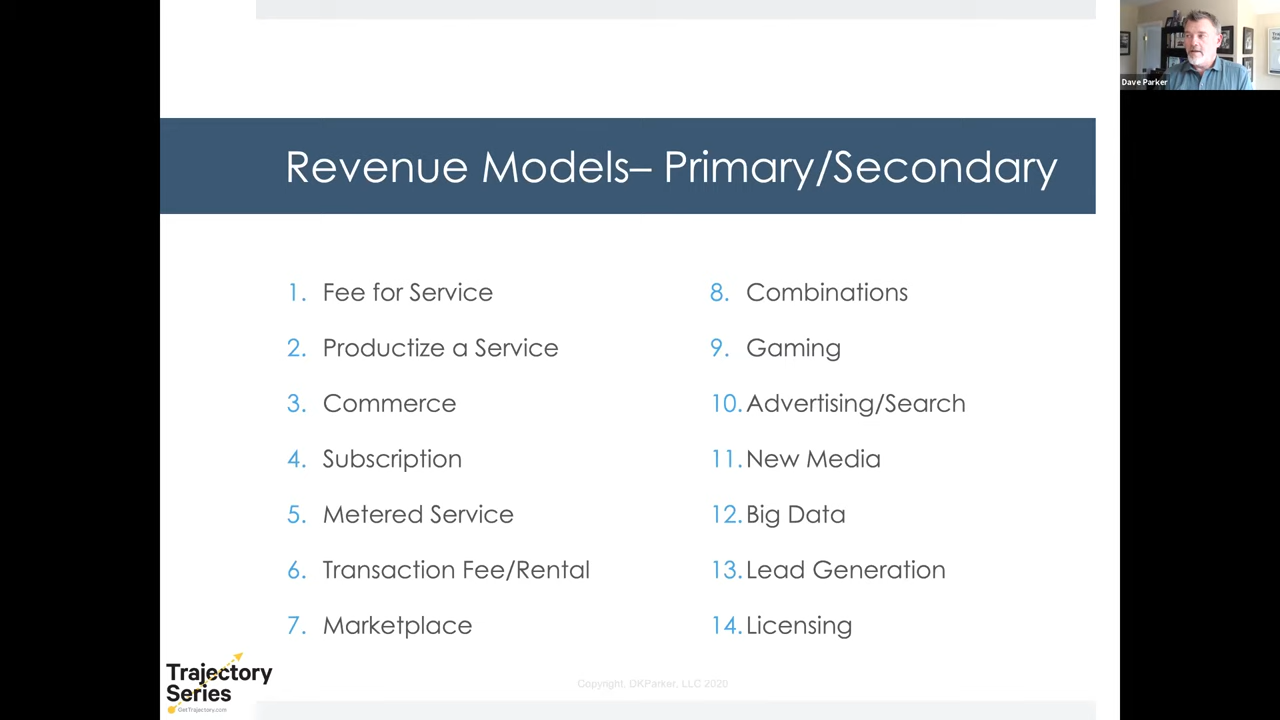 Dave Parker
Revenue Models– Primary/Secondary
1. Fee for Service
2. Productize a Service
3. Commerce
4. Subscription
5. Metered Service
6. Transaction Fee/Rental
7. Marketplace
8. Combinations
9. Gaming
10. Advertising/Search
11. New Media
12. Big Data
13. Lead Generation
14. Licensing
Trajectory
Series
GetTrajectory.com
Copyright, DKParker, LLC 2020